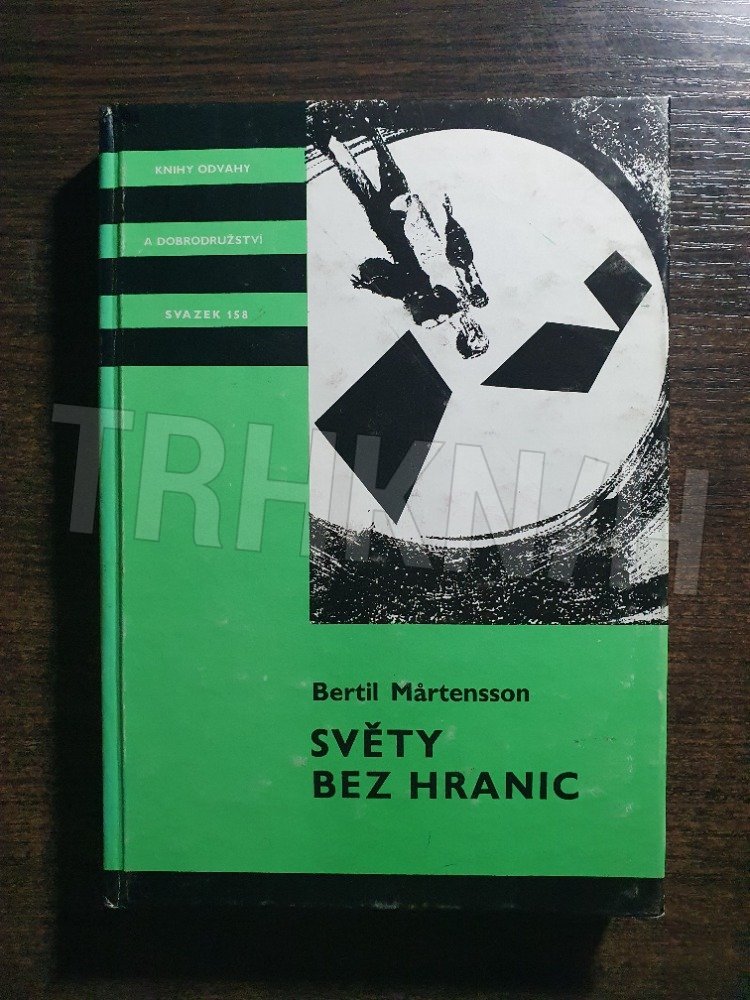 KNIHY ODVAHY
A DOBRODRUŽSTVÍ
SVAZEK 158
TRHKNIH
Bertil Mårtensson
SVĚTY
BEZ HRANIC